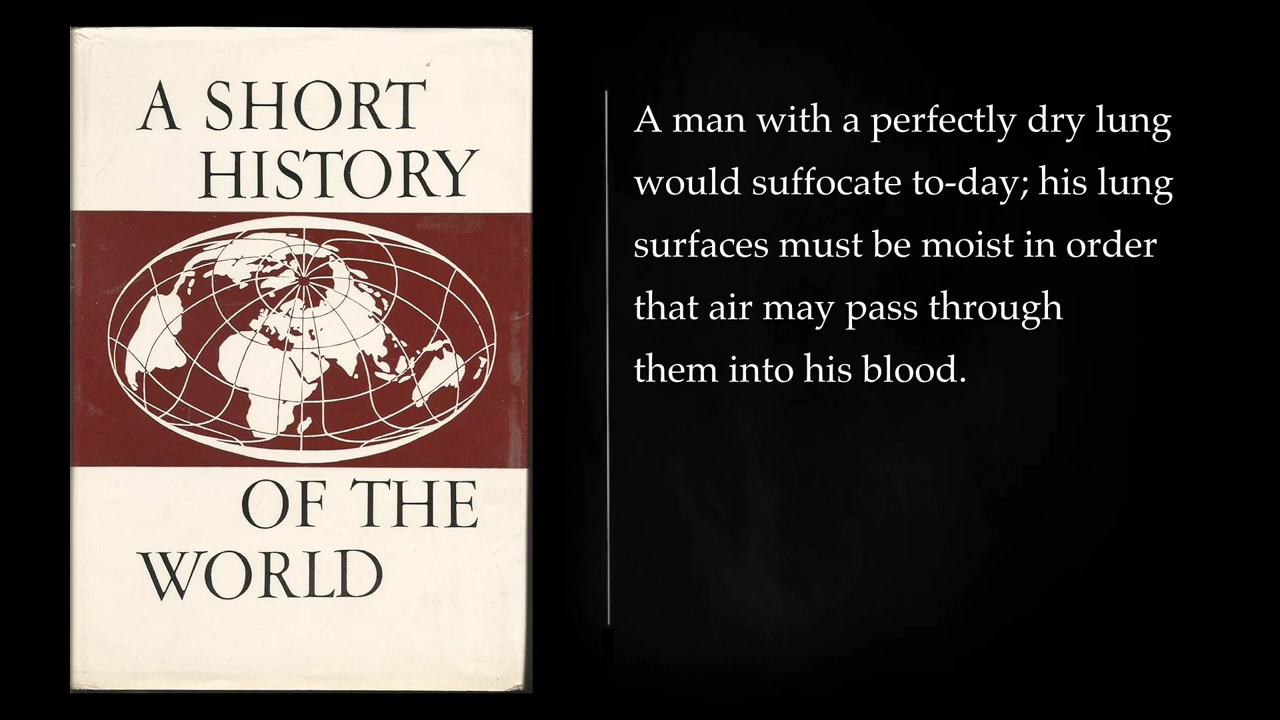 A SHORT
HISTORY
OF THE
WORLD
A man with a perfectly dry lung
would suffocate to-day; his lung
surfaces must be moist in order
that air may pass through
them into his blood.